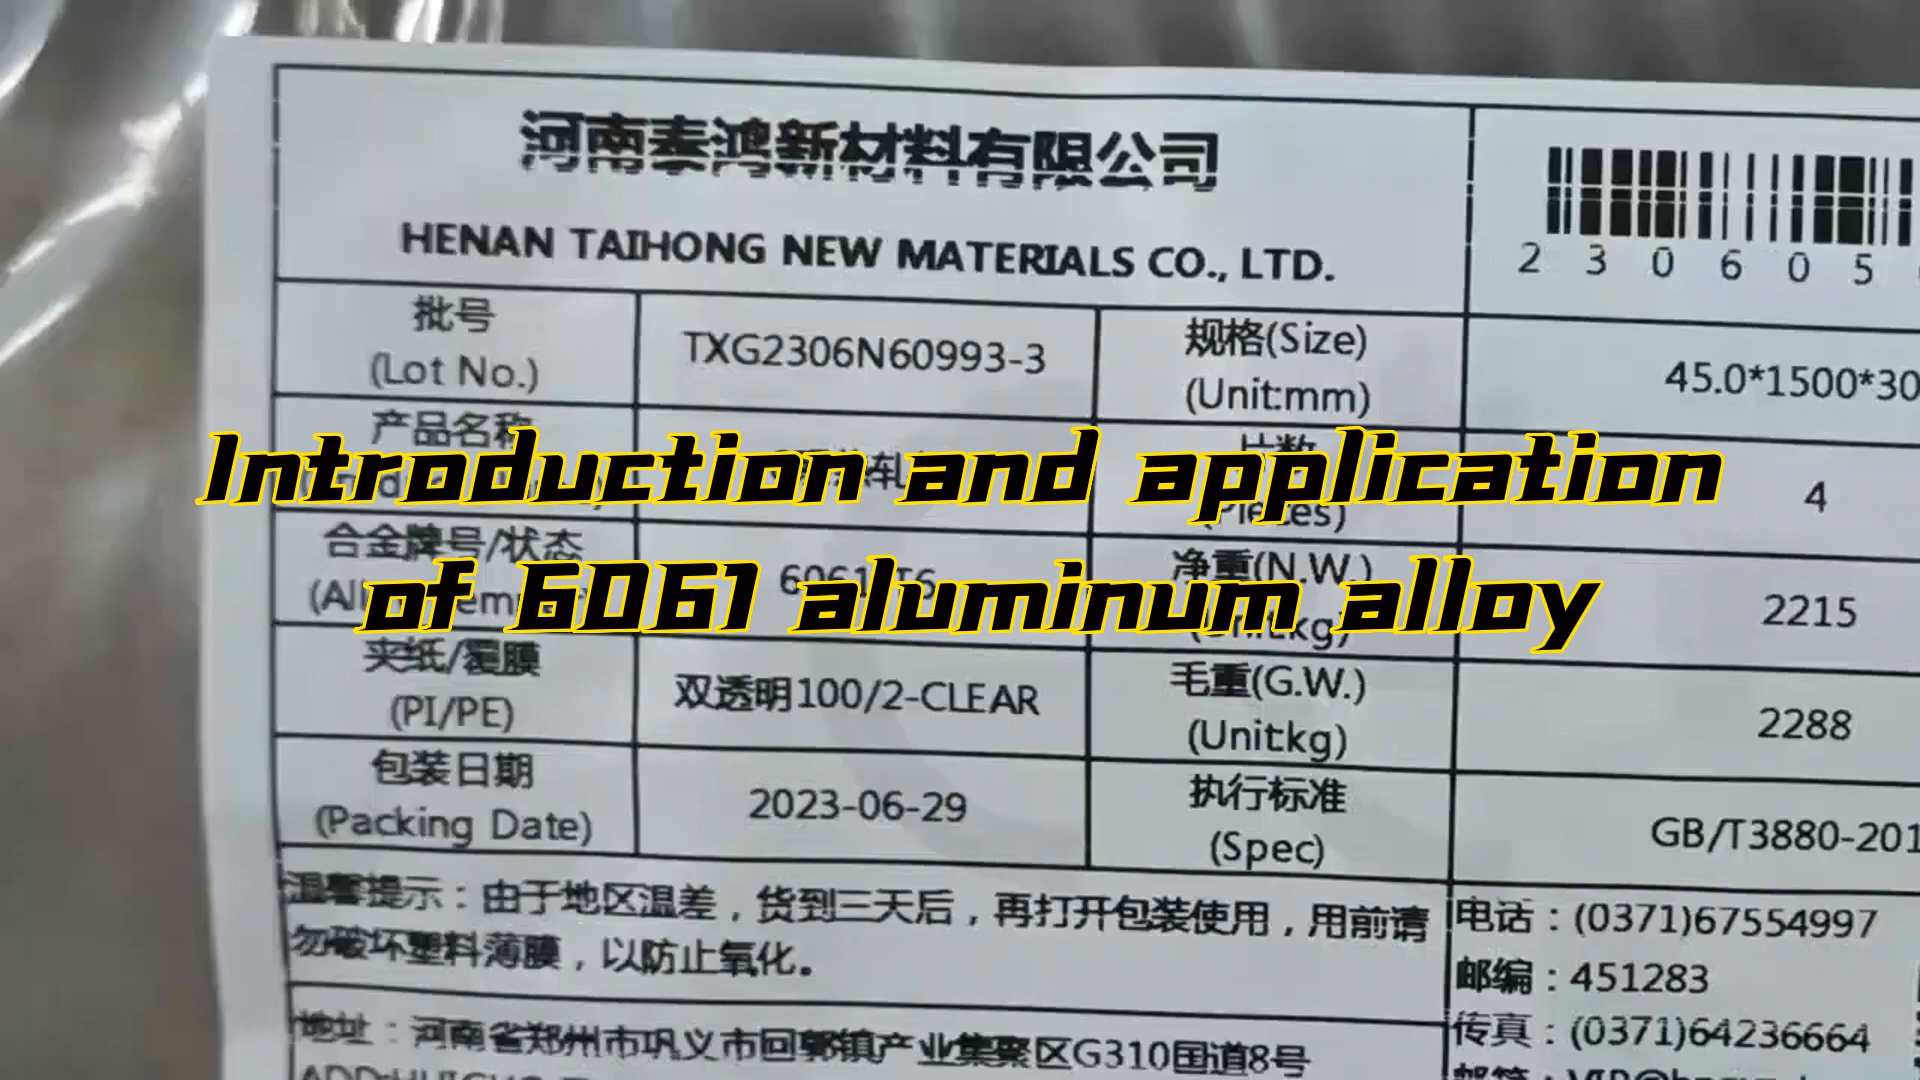 河南泰鸿新材料有限公司
HENAN TAIHONG NEW MATERIALS CO., LTD.
2 3 0 6 0 5
批号
(Lot No.)
TXG2306N60993-3
规格(Size)
(Unit:mm)
45.0*1500*30
产品名称
片数
4
Introduction and application
of 6061 aluminum alloy
合金牌号/状态
净重(N.W.)
2215
夹纸/覆膜
(PI/PE)
双透明100/2-CLEAR
毛重(G.W.)
(Unit:kg)
2288
包装日期
(Packing Date)
2023-06-29
执行标准
(Spec)
GB/T3880-201
温馨提示：由于地区温差，货到三天后，再打开包装使用，用前请
勿破坏塑料薄膜，以防止氧化。
电话：(0371)67554997
邮编：451283
传真：(0371)64236664
地址：河南省郑州市巩义市回郭镇产业集聚区G310国道8号